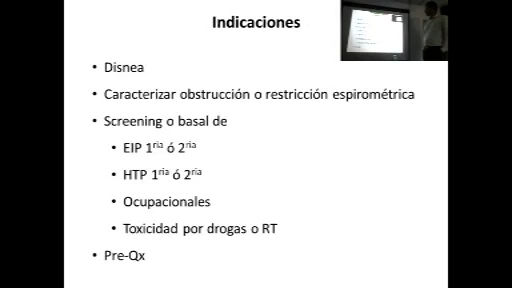 Indicaciones
• Disnea
• Caracterizar obstrucción o restricción espirométrica
• Screening o basal de
• EIP 1ria ó 2ria
• HTP 1ria ó 2ria
• Ocupacionales
• Toxicidad por drogas o RT
• Pre-Qx